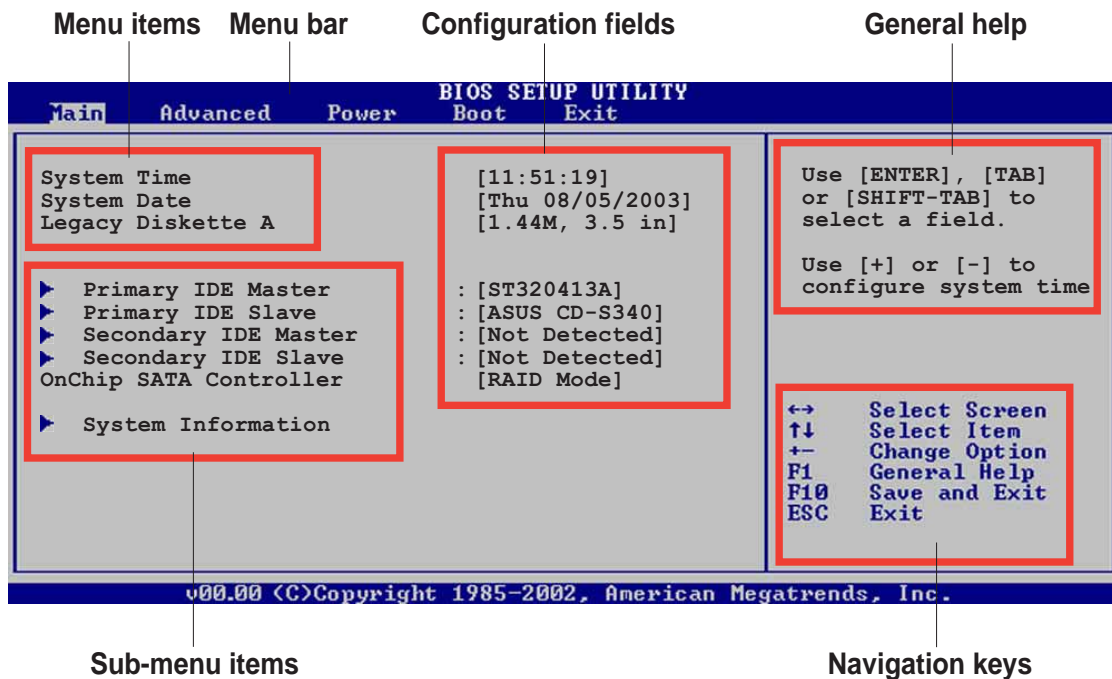 Menu items Menu bar Configuration fields General help
BIOS SETUP UTILITY
Main Advanced Power Boot Exit
System Time [11:51:19]
System Date [Thu 08/05/2003]
Legacy Diskette A [1.44M, 3.5 in]
Primary IDE Master : [ST320413A]
Primary IDE Slave : [ASUS CD-S340]
Secondary IDE Master : [Not Detected]
Secondary IDE Slave : [Not Detected]
OnChip SATA Controller [RAID Mode]
System Information
Use [ENTER], [TAB]
or [SHIFT-TAB] to
select a field.
Use [+] or [-] to
configure system time
←→ Select Screen
↑↓ Select Item
+- Change Option
F1 General Help
F10 Save and Exit
ESC Exit
v00.00 (C)Copyright 1985-2002, American Megatrends, Inc.
Sub-menu items Navigation keys